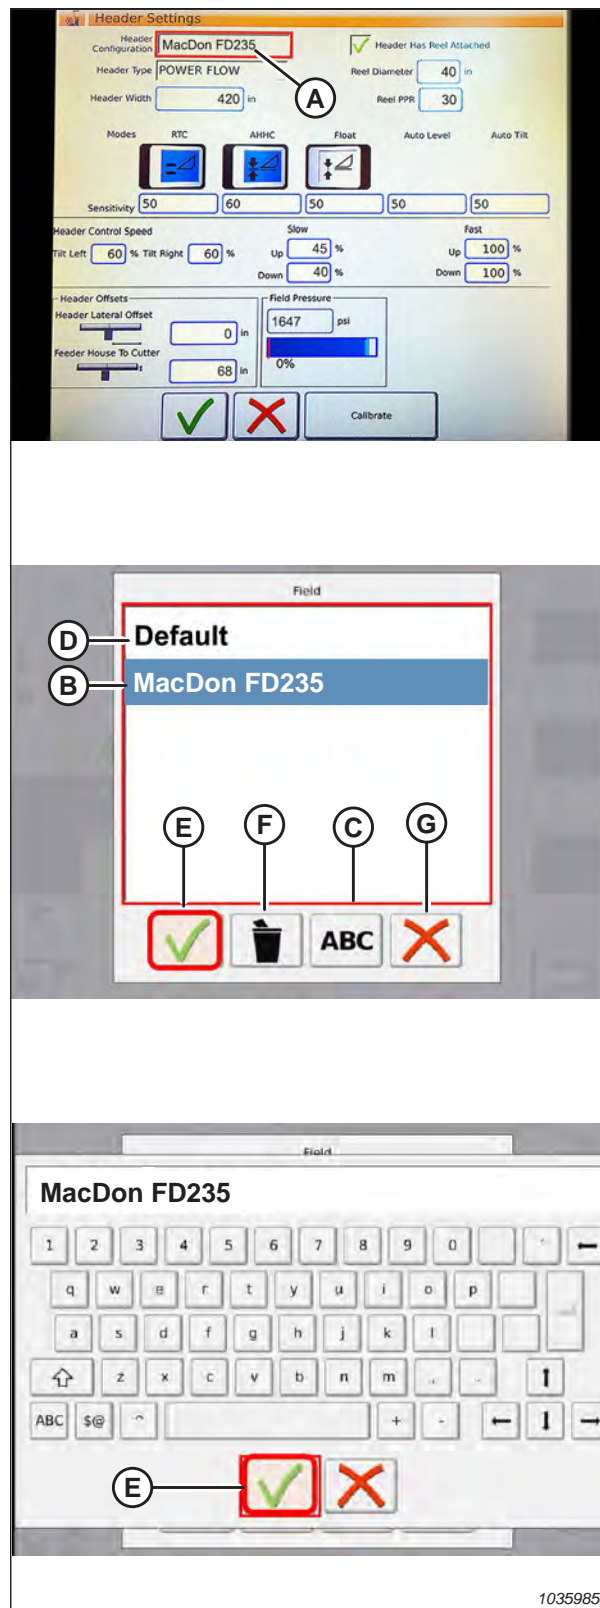 Header Settings
Header Configuration MacDon FD235 Header Has Reel Attached
Header Type POWER FLOW Reel Diameter 40 in
A
Header Width 420 in Reel PPR 30
Modes RTC AHHC Float Auto Level Auto Tilt
Sensitivity 50 60 50 50 50
Header Control Speed Slow Fast
Tilt Left 60 % Tilt Right 60 % Up 45 % Up 100 %
Down 40 % Down 100 %
Header Offsets Field Pressure
Header Lateral Offset 1647 psi
0 in
Feeder House To Cutter 0%
68 in
Calibrate
Field
D Default
B MacDon FD235
E F C G
ABC
Field
MacDon FD235
1 2 3 4 5 6 7 8 9 0
q w e r t y u i o p
a s d f g h j k l
z x c v b n m , .
ABC $@ ^ + -
E
1035985